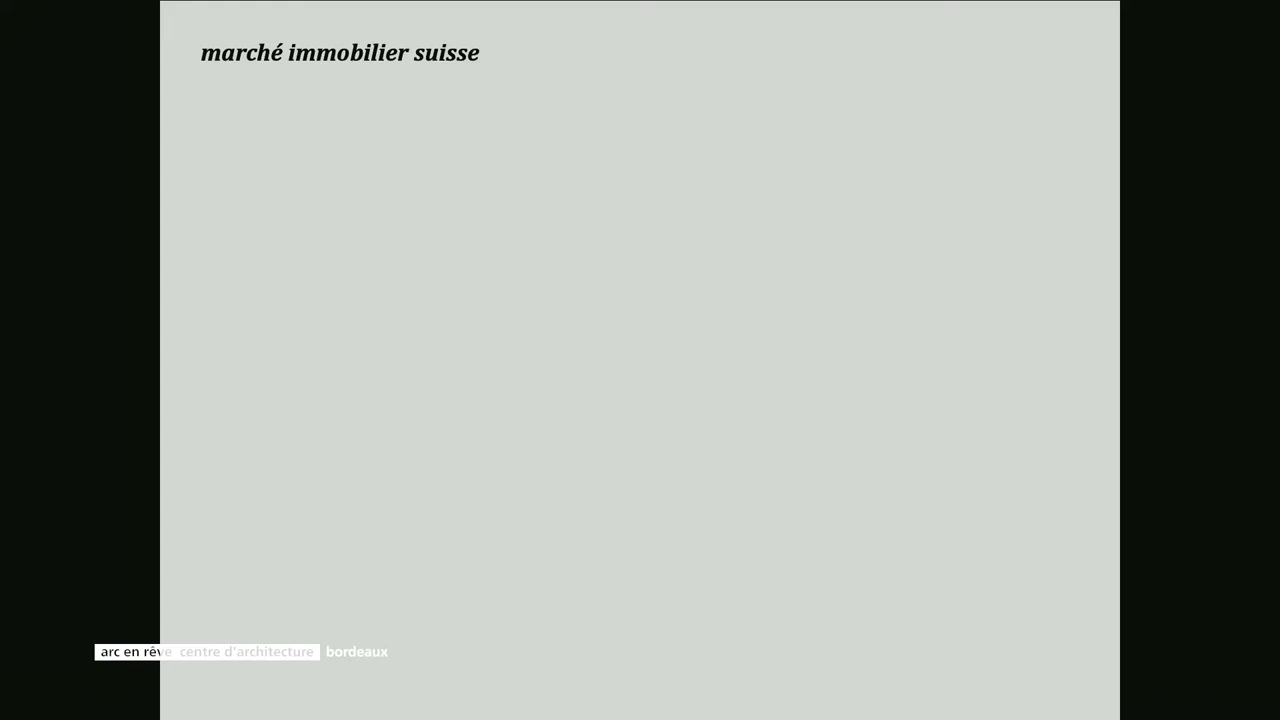 marché immobilier suisse
arc en rêve centre d'architecture bordeaux